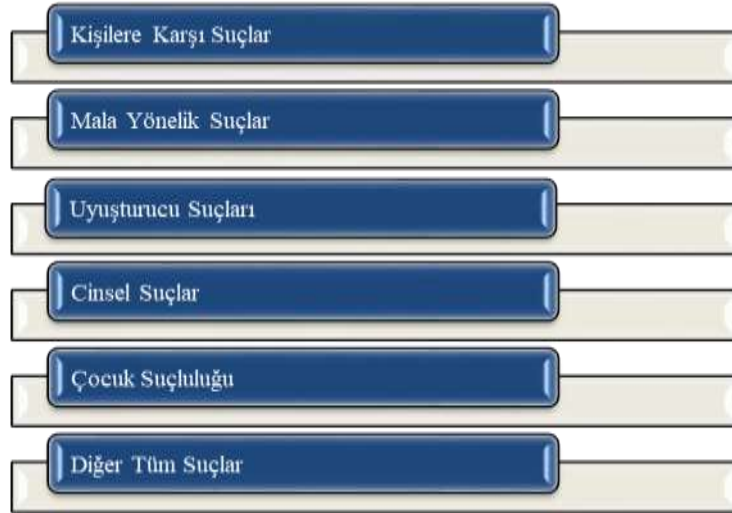 Kişilere Karşı Suçlar
Mala Yönelik Suçlar
Uyuşturucu Suçları
Cinsel Suçlar
Çocuk Suçluluğu
Diğer Tüm Suçlar